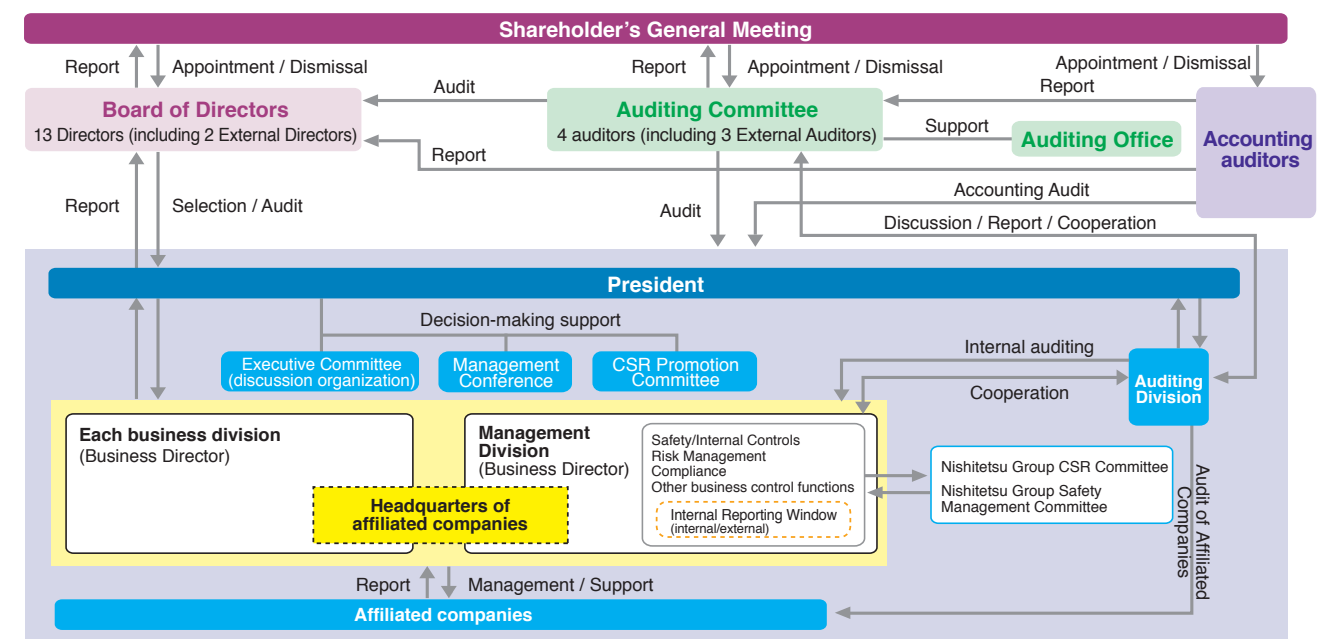 Shareholder's General Meeting
Report
Appointment / Dismissal
Report
Appointment / Dismissal
Appointment / Dismissal
Board of Directors
13 Directors (including 2 External Directors)
Audit
Auditing Committee
4 auditors (including 3 External Auditors)
Report
Support
Auditing Office
Accounting
auditors
Report
Accounting Audit
Report
Selection / Audit
Audit
Discussion / Report / Cooperation
President
Decision-making support
Executive Committee
(discussion organization)
Management
Conference
CSR Promotion
Committee
Internal auditing
Cooperation
Auditing
Division
Each business division
(Business Director)
Management
Division
(Business Director)
Safety/Internal Controls
Risk Management
Compliance
Other business control functions
Internal Reporting Window
(internal/external)
Headquarters of
affiliated companies
Nishitetsu Group CSR Committee
Nishitetsu Group Safety
Management Committee
Audit of Affiliated
Companies
Report
Management / Support
Affiliated companies